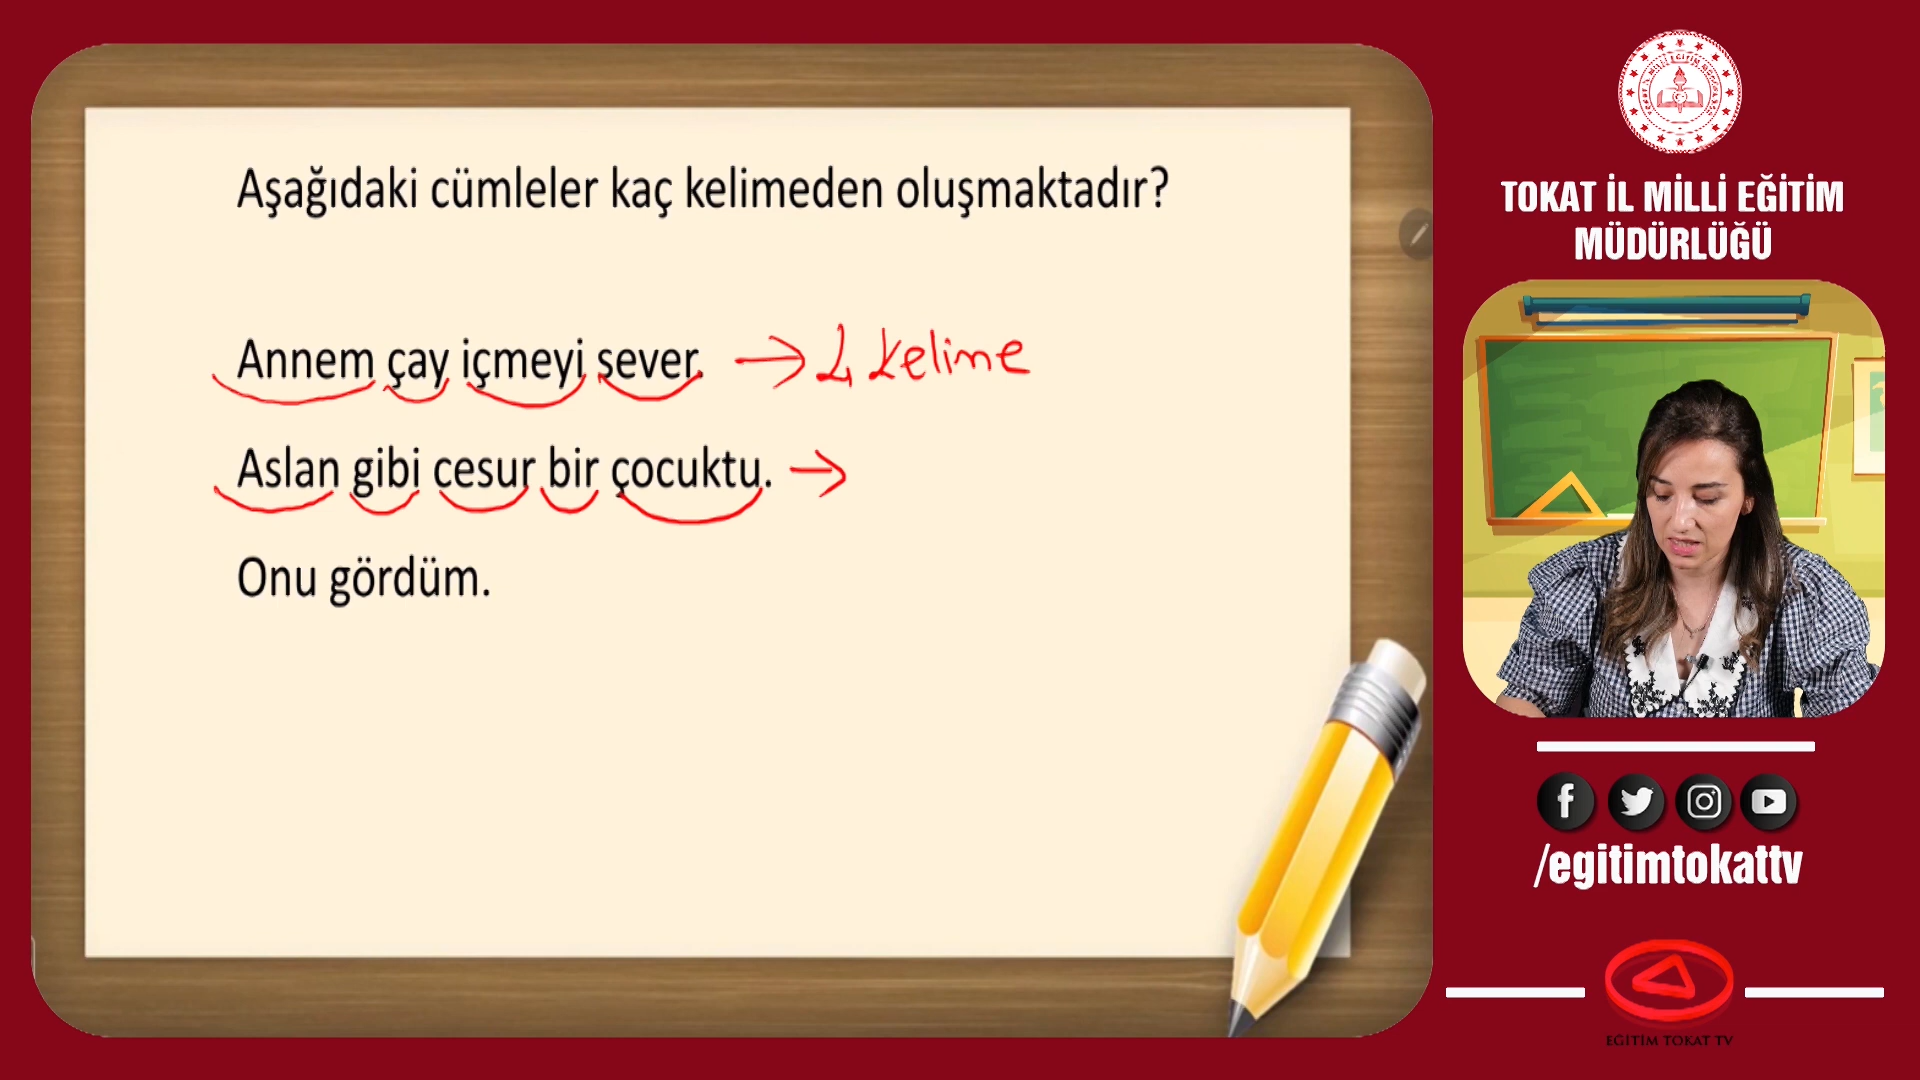 Aşağıdaki cümleler kaç kelimeden oluşmaktadır?
Annem çay içmeyi sever. → 4 kelime
Aslan gibi cesur bir çocuktu. →
Onu gördüm.
TOKAT İL MİLLİ EĞİTİM
MÜDÜRLÜĞÜ
/egitimtokattv
EĞİTİM TOKAT TV